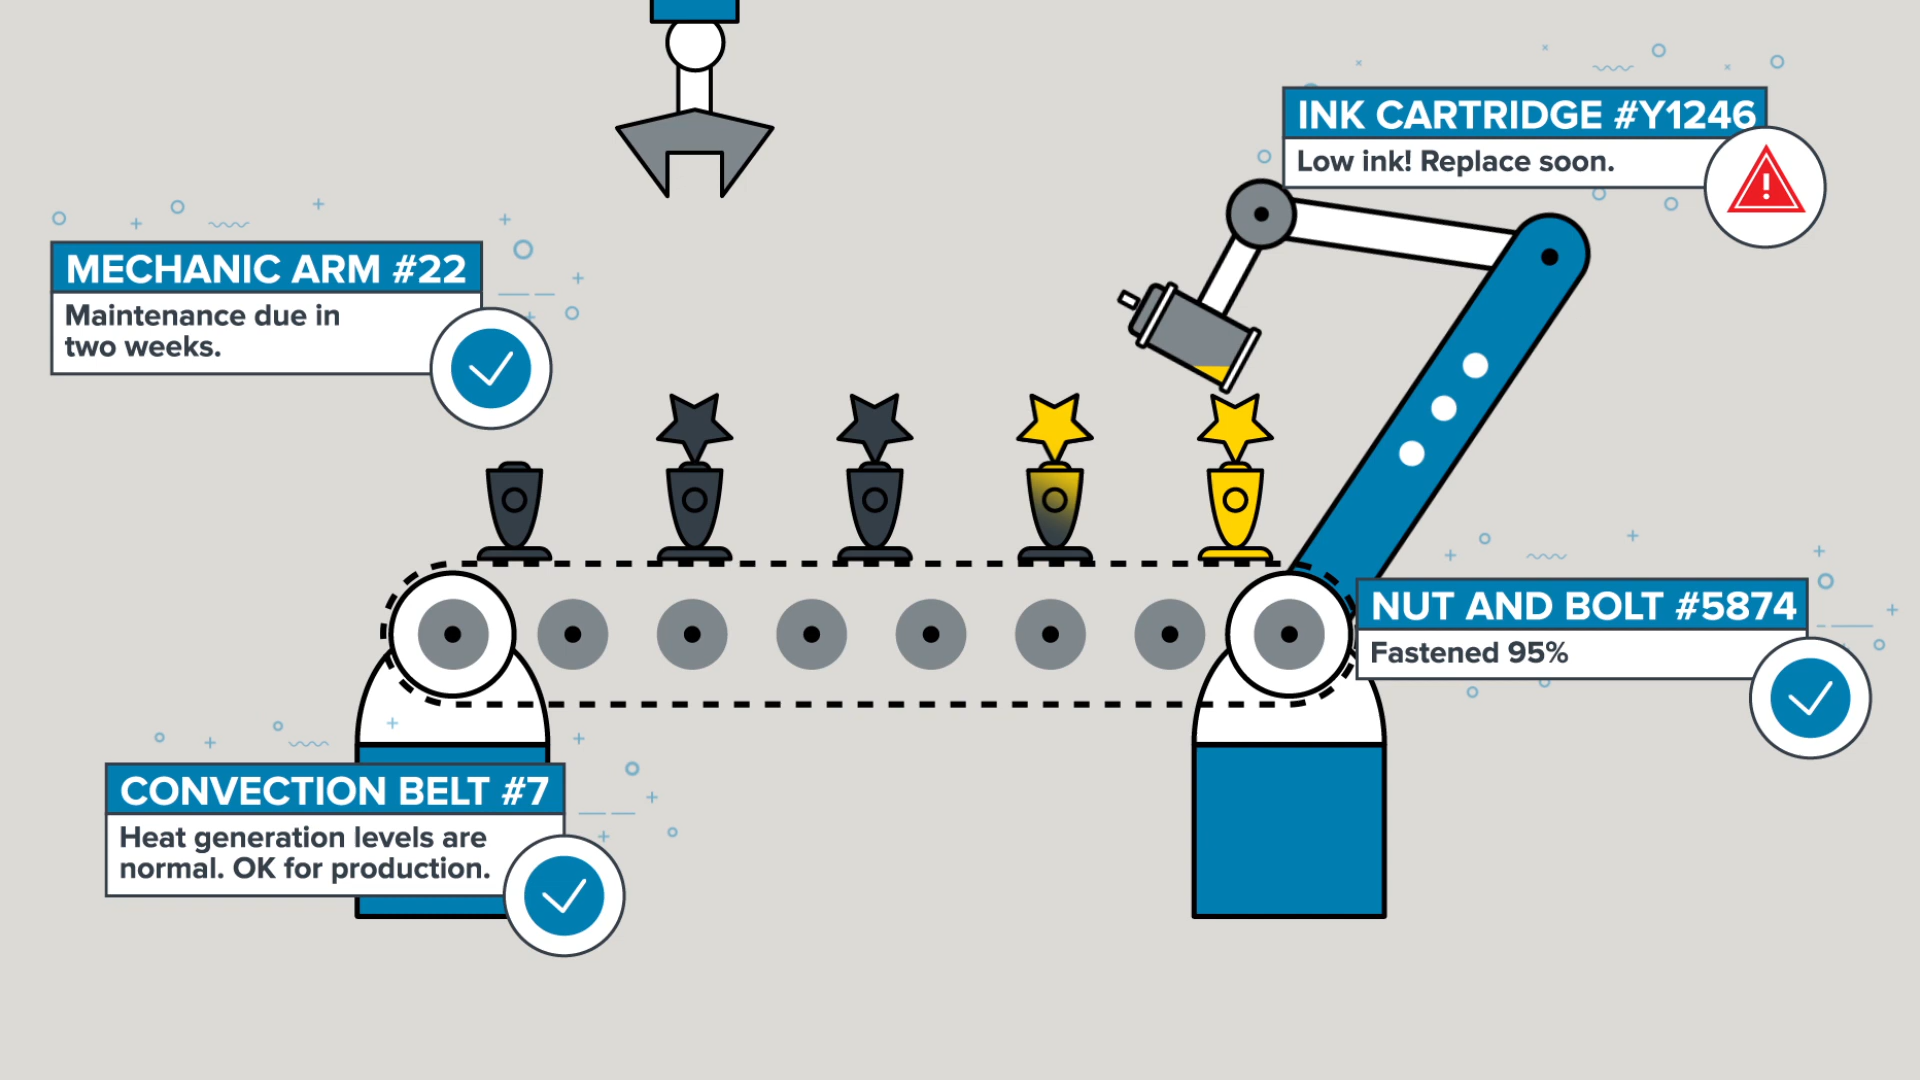 INK CARTRIDGE #Y1246
Low ink! Replace soon.
MECHANIC ARM #22
Maintenance due in
two weeks.
NUT AND BOLT #5874
Fastened 95%
CONVECTION BELT #7
Heat generation levels are
normal. OK for production.